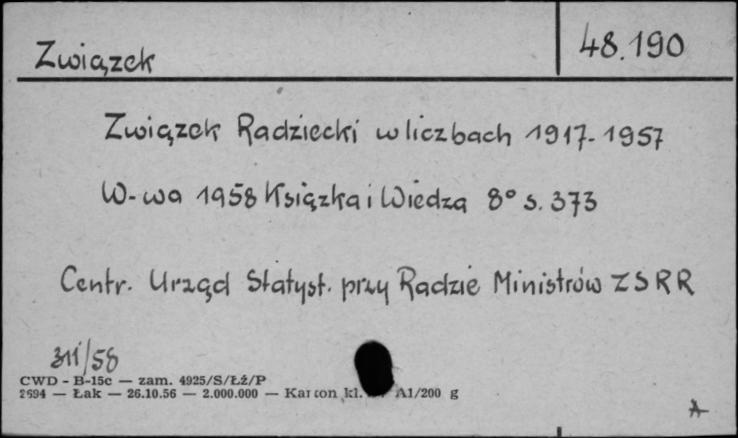 Związek
48.190
Związek Radziecki w liczbach 1917-1957
W-wa 1958 Książka i Wiedza 8° s. 373
Centr. Urząd Statyst. przy Radzie Ministrów ZSRR
311/58
CWD - B-15c — zam. 4925/S/Łż/P
2694 — Łak — 26.10.56 — 2.000.000 — Karton kl. A1/200 g
A